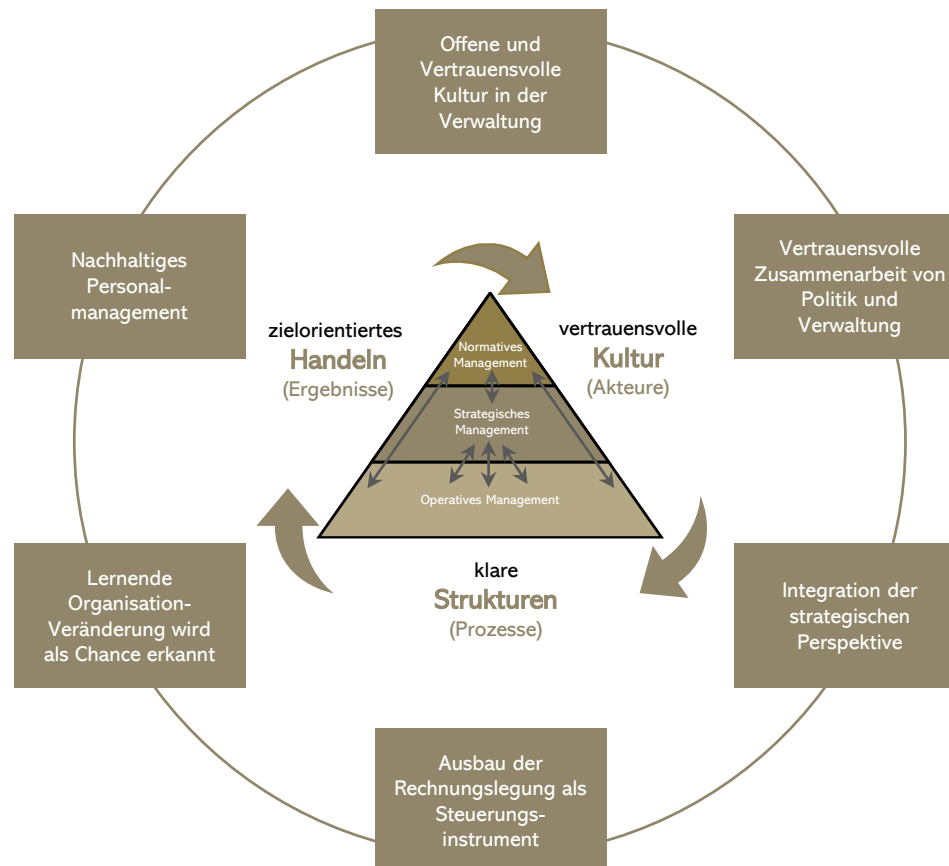 Offene und
Vertrauensvolle
Kultur in der
Verwaltung
Nachhaltiges
Personal-
management
Vertrauensvolle
Zusammenarbeit von
Politik und
Verwaltung
zielorientiertes
Handeln
(Ergebnisse)
vertrauensvolle
Kultur
(Akteure)
Normatives
Management
Strategisches
Management
Operatives Management
klare
Strukturen
(Prozesse)
Lernende
Organisation-
Veränderung wird
als Chance erkannt
Integration der
strategischen
Perspektive
Ausbau der
Rechnungslegung als
Steuerungs-
instrument